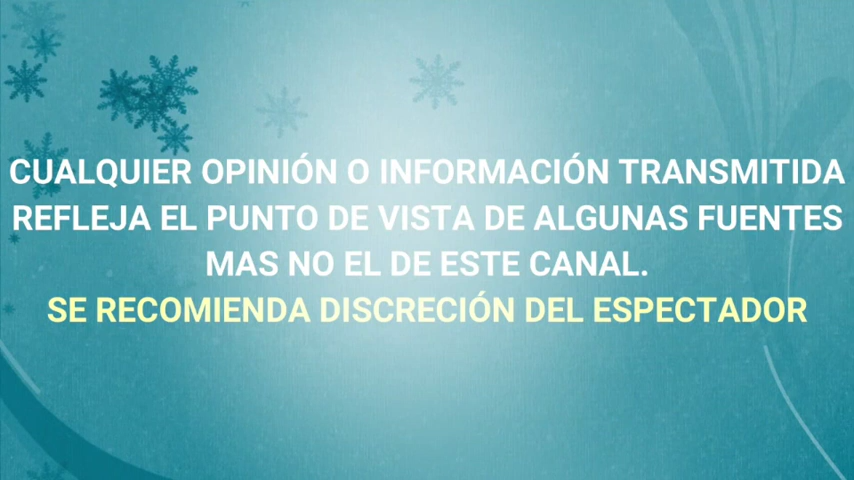 CUALQUIER OPINIÓN O INFORMACIÓN TRANSMITIDA
REFLEJA EL PUNTO DE VISTA DE ALGUNAS FUENTES
MAS NO EL DE ESTE CANAL.
SE RECOMIENDA DISCRECIÓN DEL ESPECTADOR